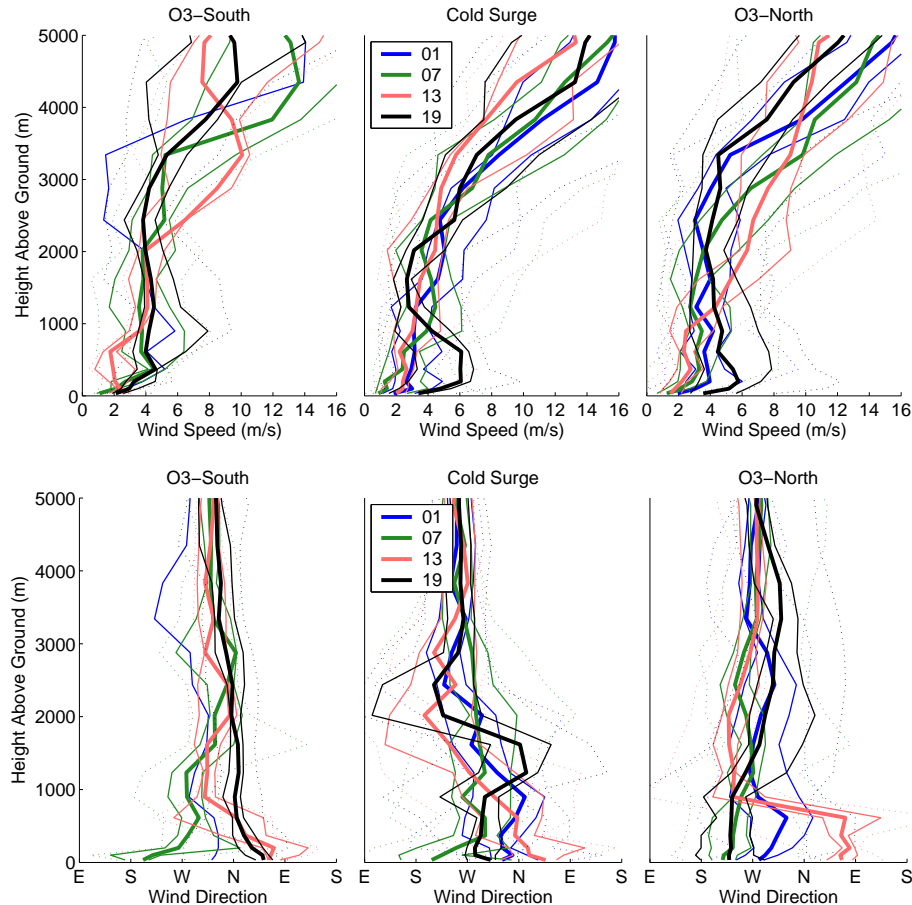 O3−South
Cold Surge
O3−North
5000
4000
3000
2000
1000
0
Height Above Ground (m)
01
07
13
19
0 2 4 6 8 10 12 14 16
0 2 4 6 8 10 12 14 16
0 2 4 6 8 10 12 14 16
Wind Speed (m/s)
Wind Speed (m/s)
Wind Speed (m/s)
O3−South
Cold Surge
O3−North
5000
4000
3000
2000
1000
0
Height Above Ground (m)
01
07
13
19
E S W N E S
E S W N E S
E S W N E S
Wind Direction
Wind Direction
Wind Direction